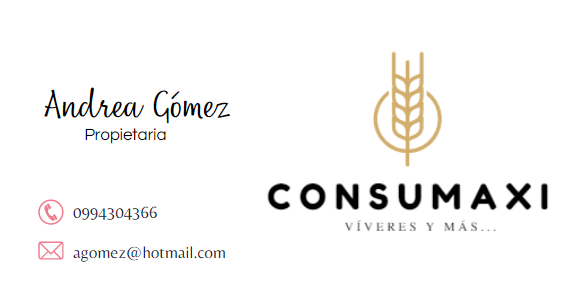 Andrea Gómez
Propietaria
0994304366
agomez@hotmail.com
CONSUMAXI
VÍVERES Y MÁS...